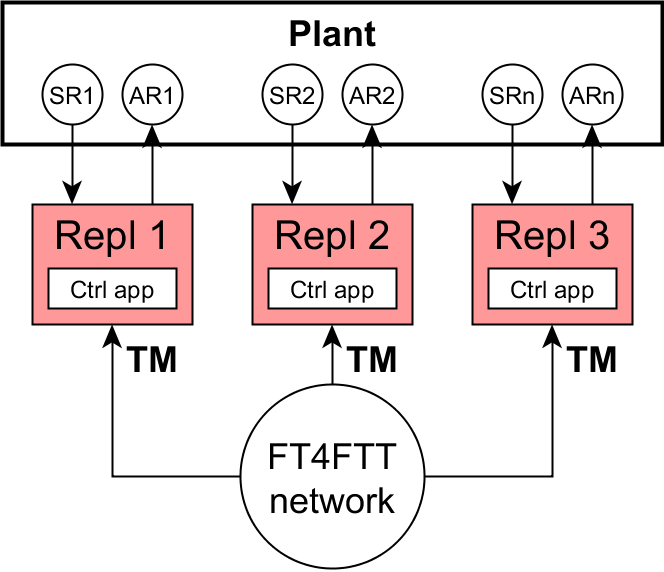 Plant
SR1 AR1 SR2 AR2 SRn ARn
Repl 1 Repl 2 Repl 3
Ctrl app Ctrl app Ctrl app
TM TM TM
FT4FTT
network